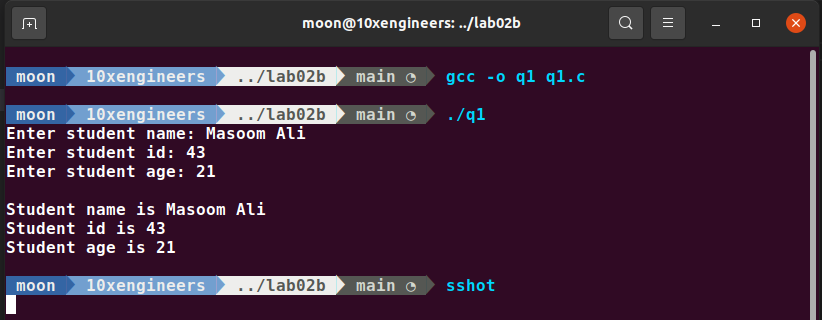 moon@10xengineers: ../lab02b
moon 10xengineers ../lab02b main ◔ gcc -o q1 q1.c
moon 10xengineers ../lab02b main ◔ ./q1
Enter student name: Masoom Ali
Enter student id: 43
Enter student age: 21
Student name is Masoom Ali
Student id is 43
Student age is 21
moon 10xengineers ../lab02b main ◔ sshot